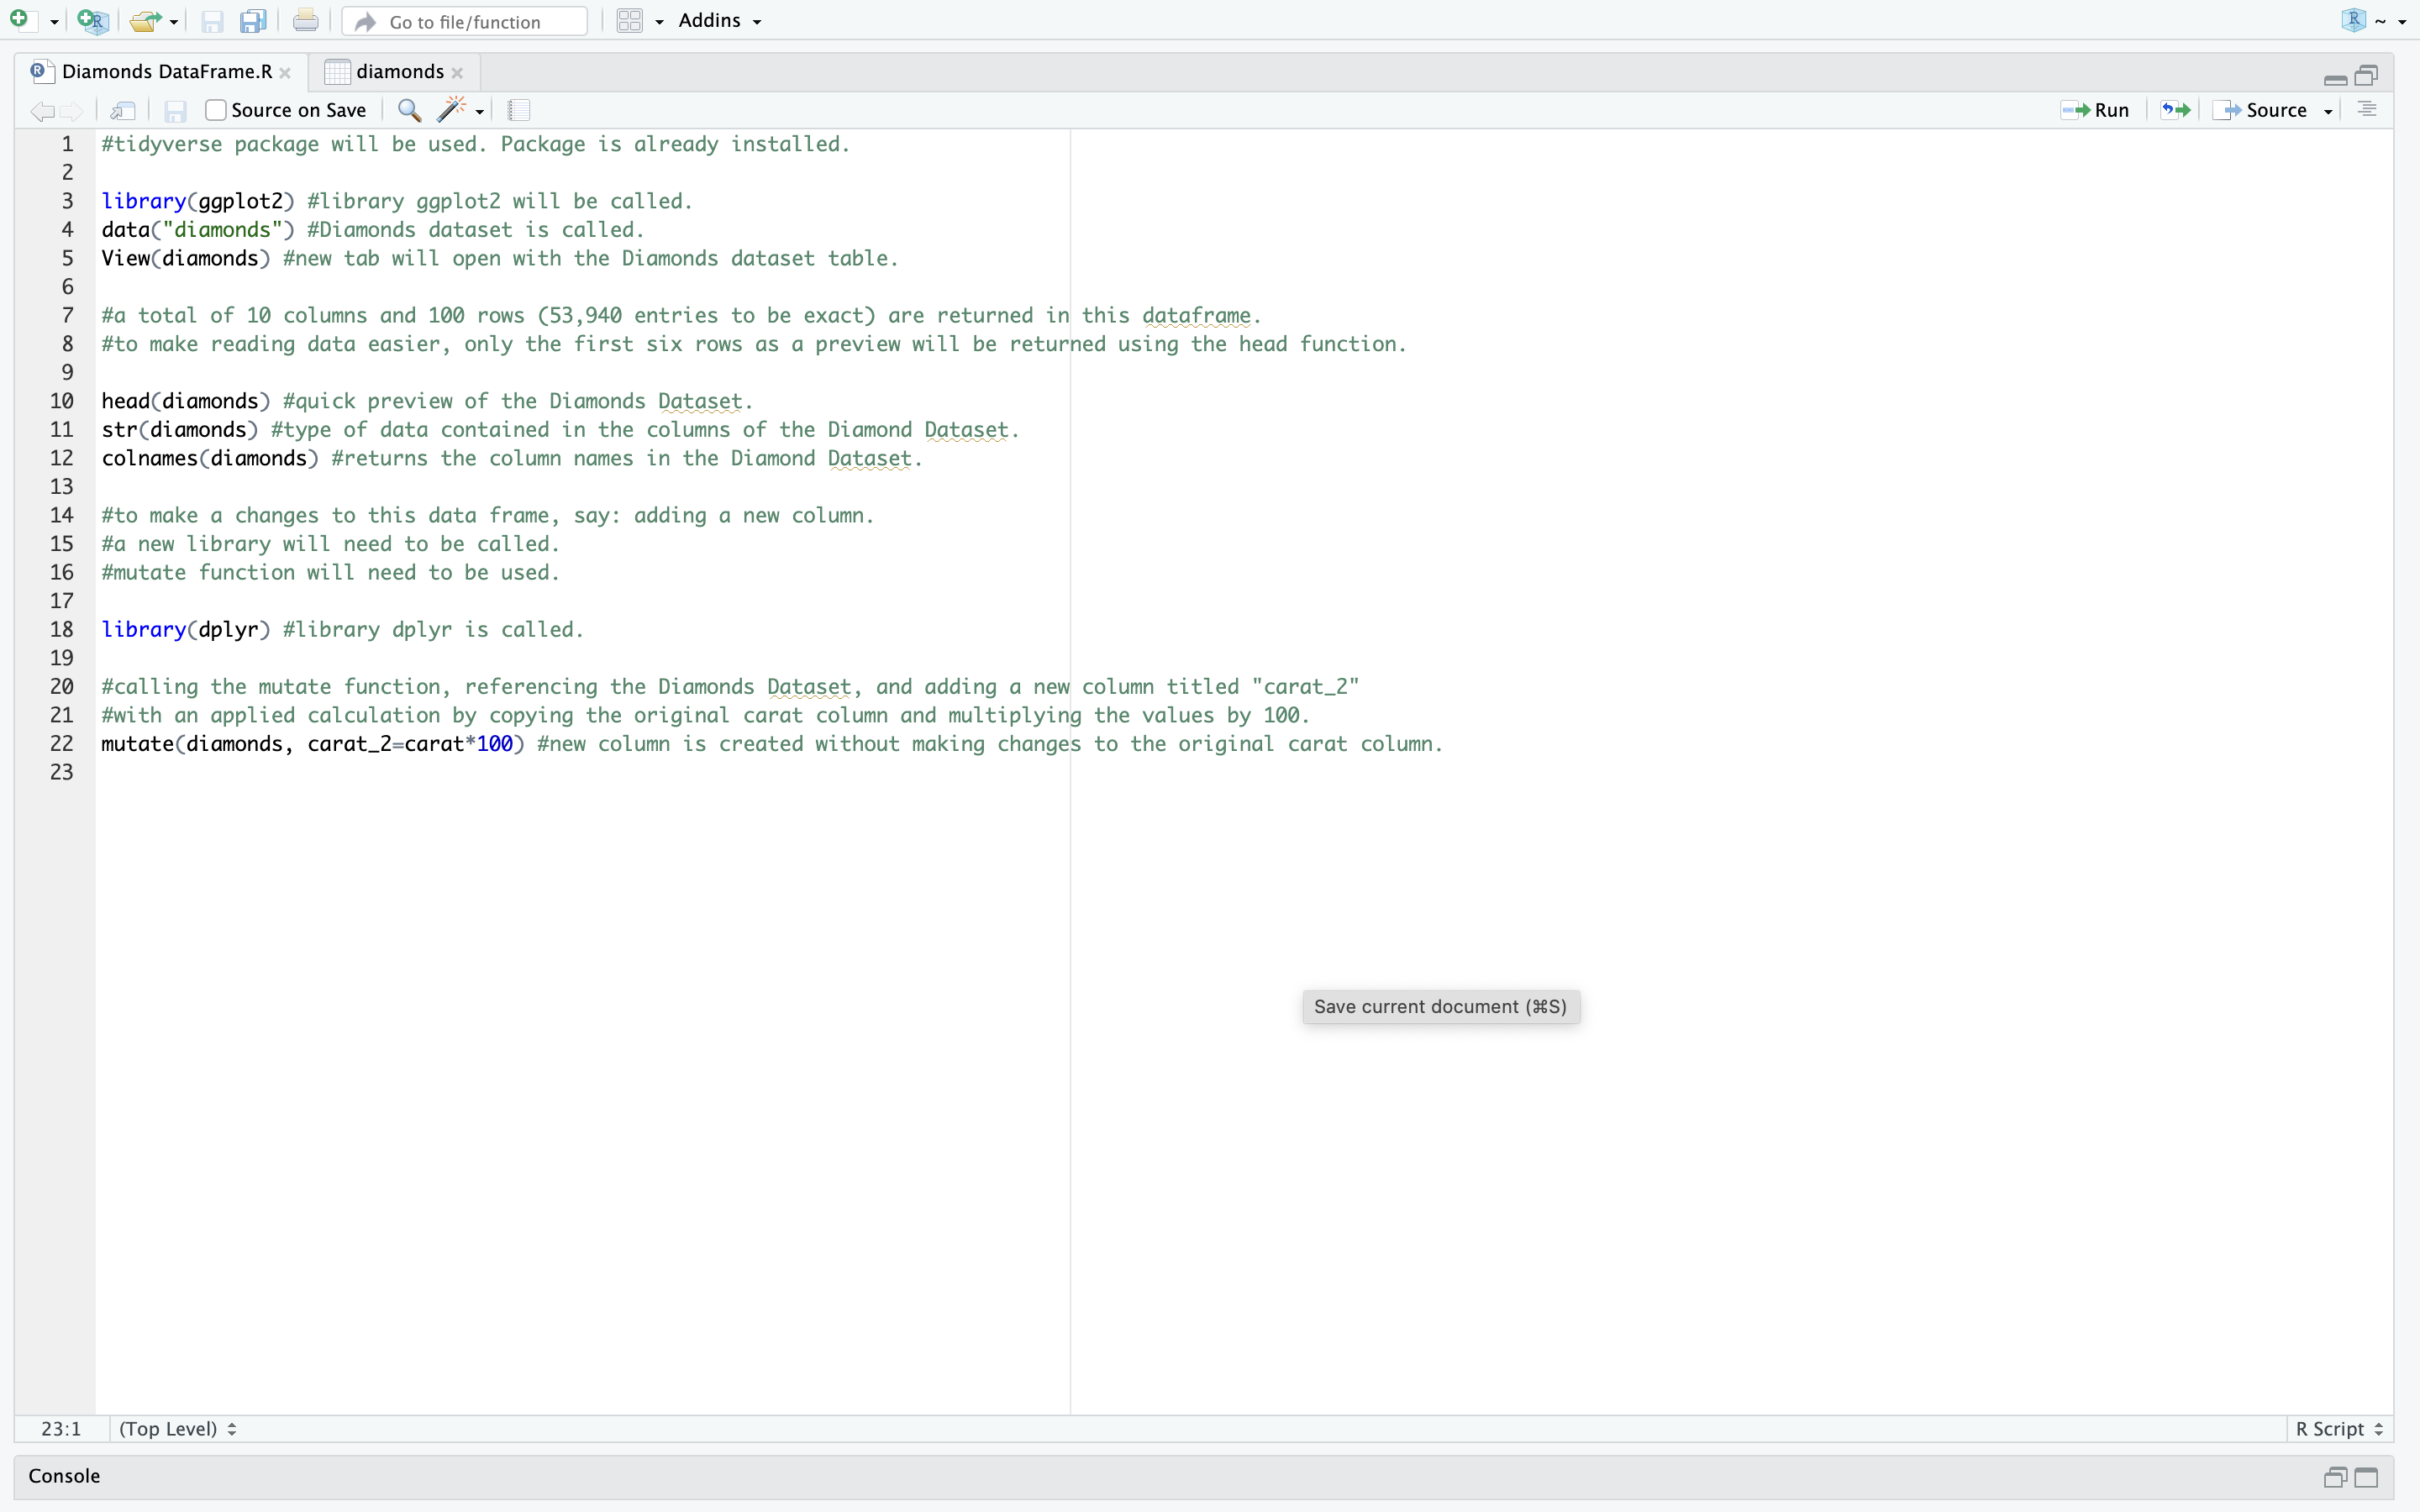 Go to file/function Addins R ~
Diamonds DataFrame.R diamonds
Source on Save Run Source
1 #tidyverse package will be used. Package is already installed.
2
3 library(ggplot2) #library ggplot2 will be called.
4 data("diamonds") #Diamonds dataset is called.
5 View(diamonds) #new tab will open with the Diamonds dataset table.
6
7 #a total of 10 columns and 100 rows (53,940 entries to be exact) are returned in this dataframe.
8 #to make reading data easier, only the first six rows as a preview will be returned using the head function.
9
10 head(diamonds) #quick preview of the Diamonds Dataset.
11 str(diamonds) #type of data contained in the columns of the Diamond Dataset.
12 colnames(diamonds) #returns the column names in the Diamond Dataset.
13
14 #to make a changes to this data frame, say: adding a new column.
15 #a new library will need to be called.
16 #mutate function will need to be used.
17
18 library(dplyr) #library dplyr is called.
19
20 #calling the mutate function, referencing the Diamonds Dataset, and adding a new column titled "carat_2"
21 #with an applied calculation by copying the original carat column and multiplying the values by 100.
22 mutate(diamonds, carat_2=carat*100) #new column is created without making changes to the original carat column.
23
Save current document (⌘S)
23:1 (Top Level) R Script
Console